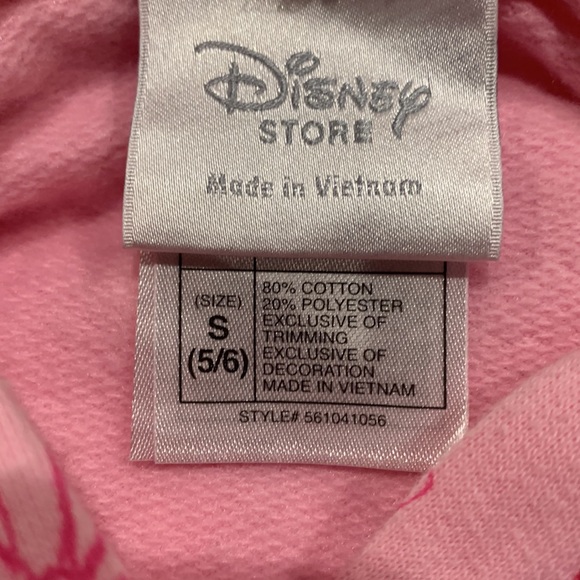 DISNEY
STORE
Made in Vietnam
(SIZE)
S
(5/6)
80% COTTON
20% POLYESTER
EXCLUSIVE OF
TRIMMING
EXCLUSIVE OF
DECORATION
MADE IN VIETNAM
STYLE# 561041056